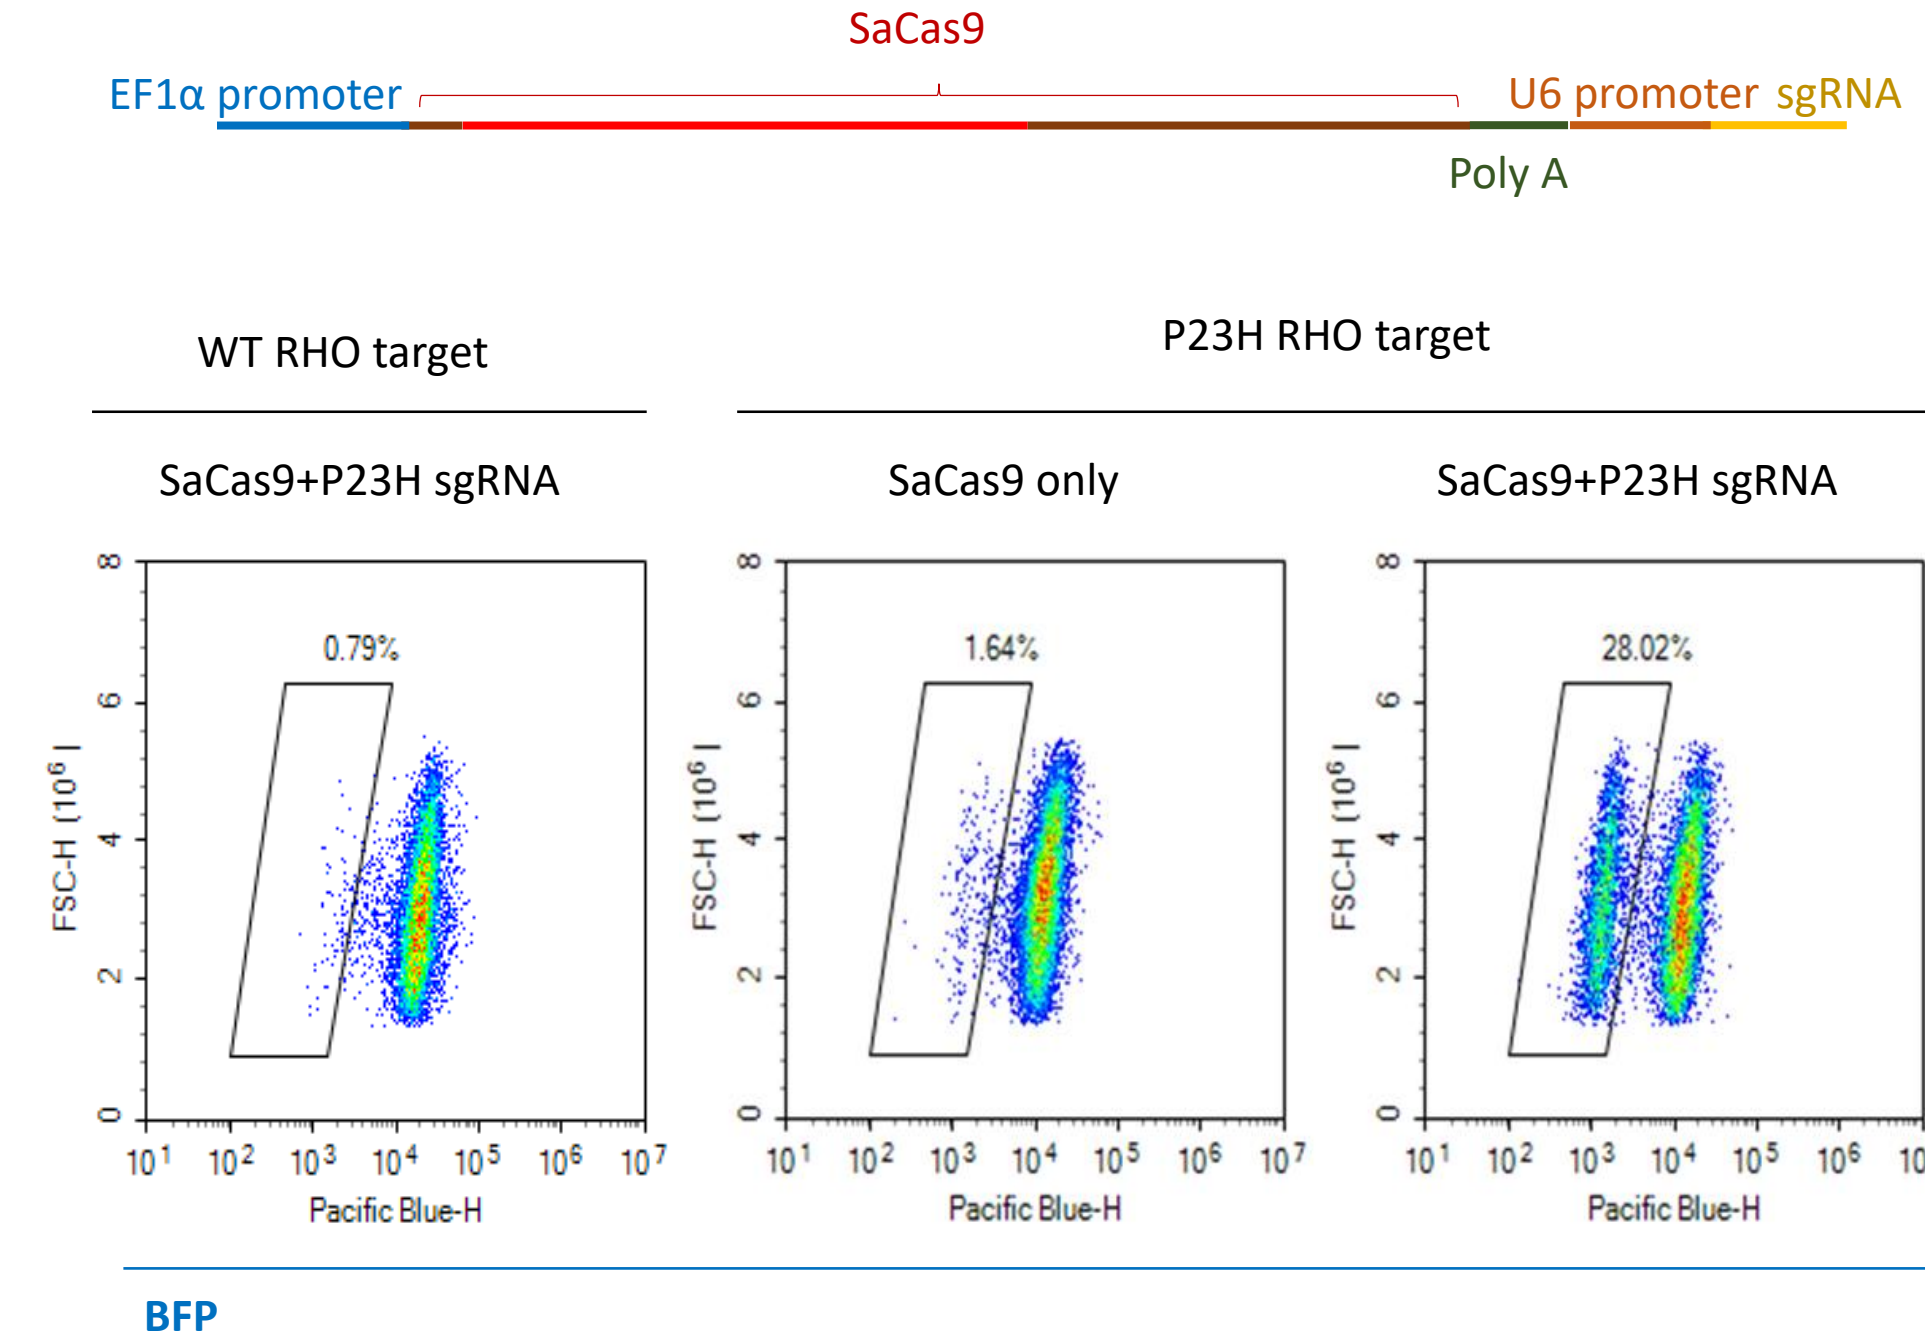 SaCas9
EF1α promoter
U6 promoter sgRNA
Poly A
WT RHO target
P23H RHO target
SaCas9+P23H sgRNA
SaCas9 only
SaCas9+P23H sgRNA
0.79%
1.64%
28.02%
8
6
4
2
0
FSC-H (10⁶)
10¹ 10² 10³ 10⁴ 10⁵ 10⁶ 10⁷
Pacific Blue-H
8
6
4
2
0
FSC-H (10⁶)
10¹ 10² 10³ 10⁴ 10⁵ 10⁶ 10⁷
Pacific Blue-H
8
6
4
2
0
FSC-H (10⁶)
10¹ 10² 10³ 10⁴ 10⁵ 10⁶ 10
Pacific Blue-H
BFP